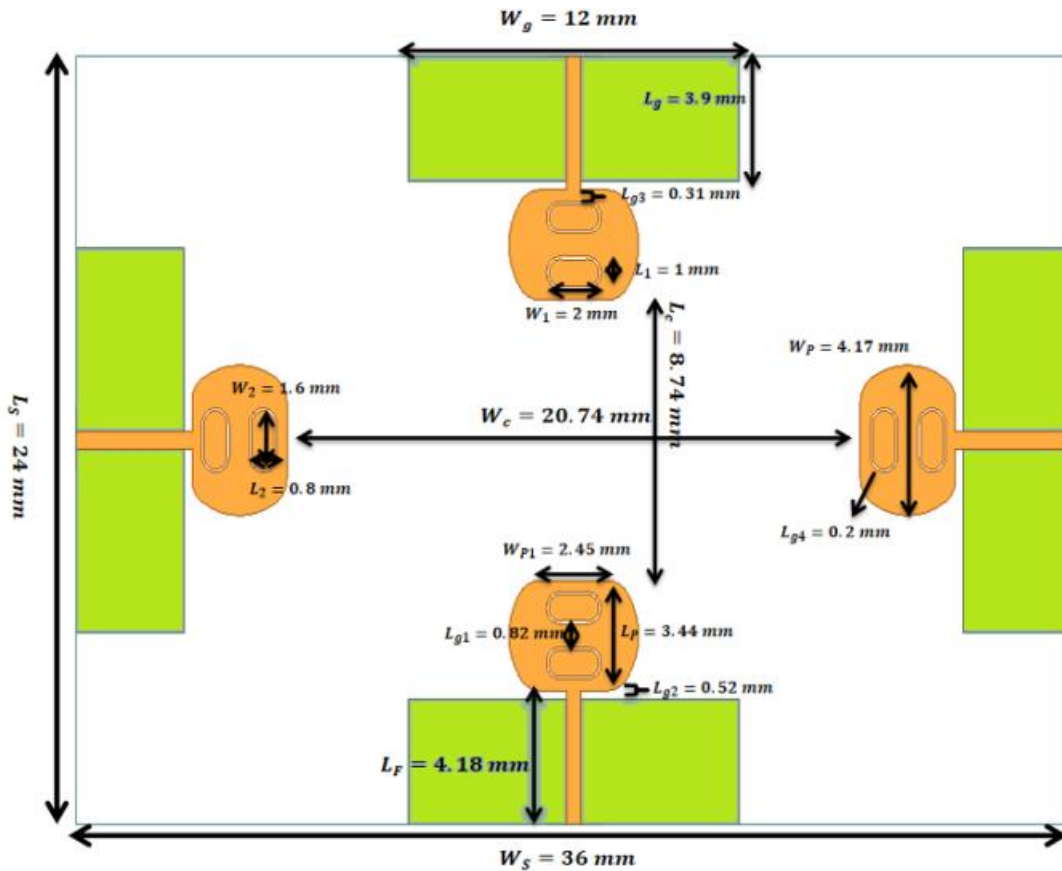 W_g = 12 mm
L_g = 3.9 mm
L_g3 = 0.31 mm
L_1 = 1 mm
W_1 = 2 mm
L_c = 8.74 mm
W_P = 4.17 mm
W_2 = 1.6 mm
W_c = 20.74 mm
L_S = 24 mm
L_2 = 0.8 mm
L_g4 = 0.2 mm
W_P1 = 2.45 mm
L_g1 = 0.82 mm
L_P = 3.44 mm
L_g2 = 0.52 mm
L_F = 4.18 mm
W_S = 36 mm